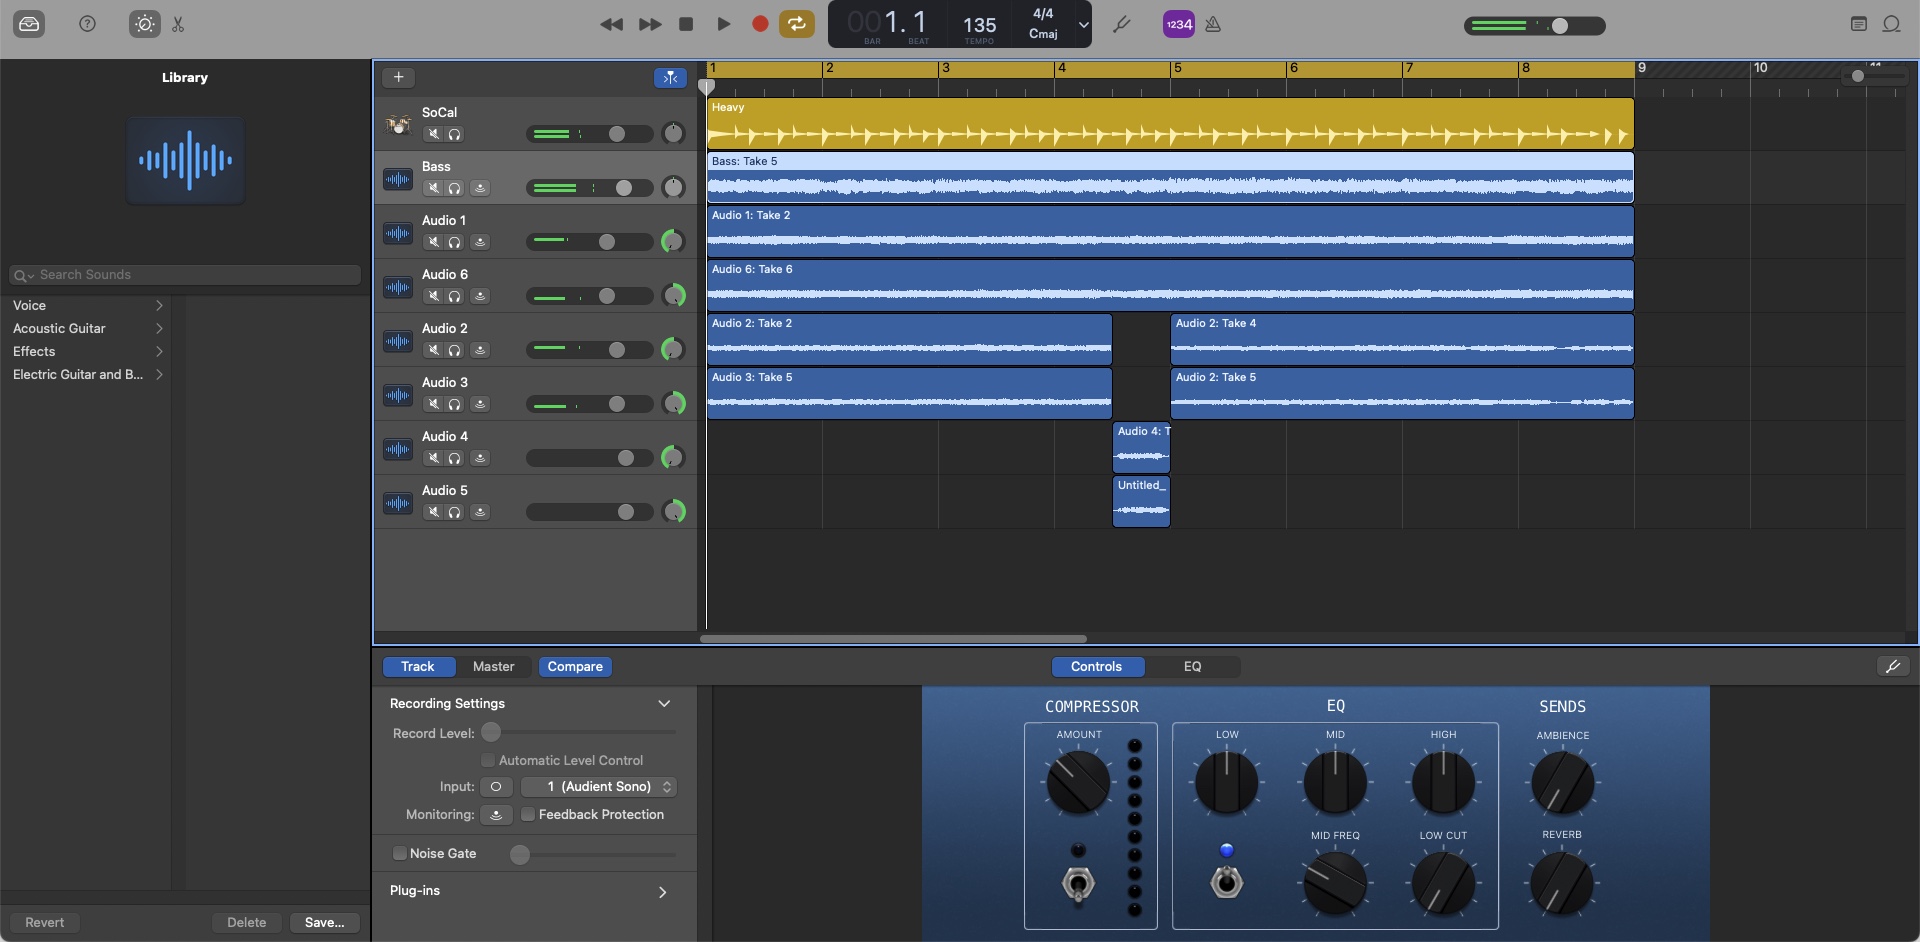 001.1
135
4/4
Cmaj
BAR
BEAT
TEMPO
1234
Library
Search Sounds
Voice
Acoustic Guitar
Effects
Electric Guitar and B...
Revert
Delete
Save...
+
1 2 3 4 5 6 7 8 9 10 11
SoCal
Heavy
Bass
Bass: Take 5
Audio 1
Audio 1: Take 2
Audio 6
Audio 6: Take 6
Audio 2
Audio 2: Take 2
Audio 2: Take 4
Audio 3
Audio 3: Take 5
Audio 2: Take 5
Audio 4
Audio 4: T
Audio 5
Untitled_
Track
Master
Compare
Controls
EQ
Recording Settings
Record Level:
Automatic Level Control
Input:
1 (Audient Sono)
Monitoring:
Feedback Protection
Noise Gate
Plug-ins
COMPRESSOR
AMOUNT
EQ
LOW
MID
HIGH
MID FREQ
LOW CUT
SENDS
AMBIENCE
REVERB